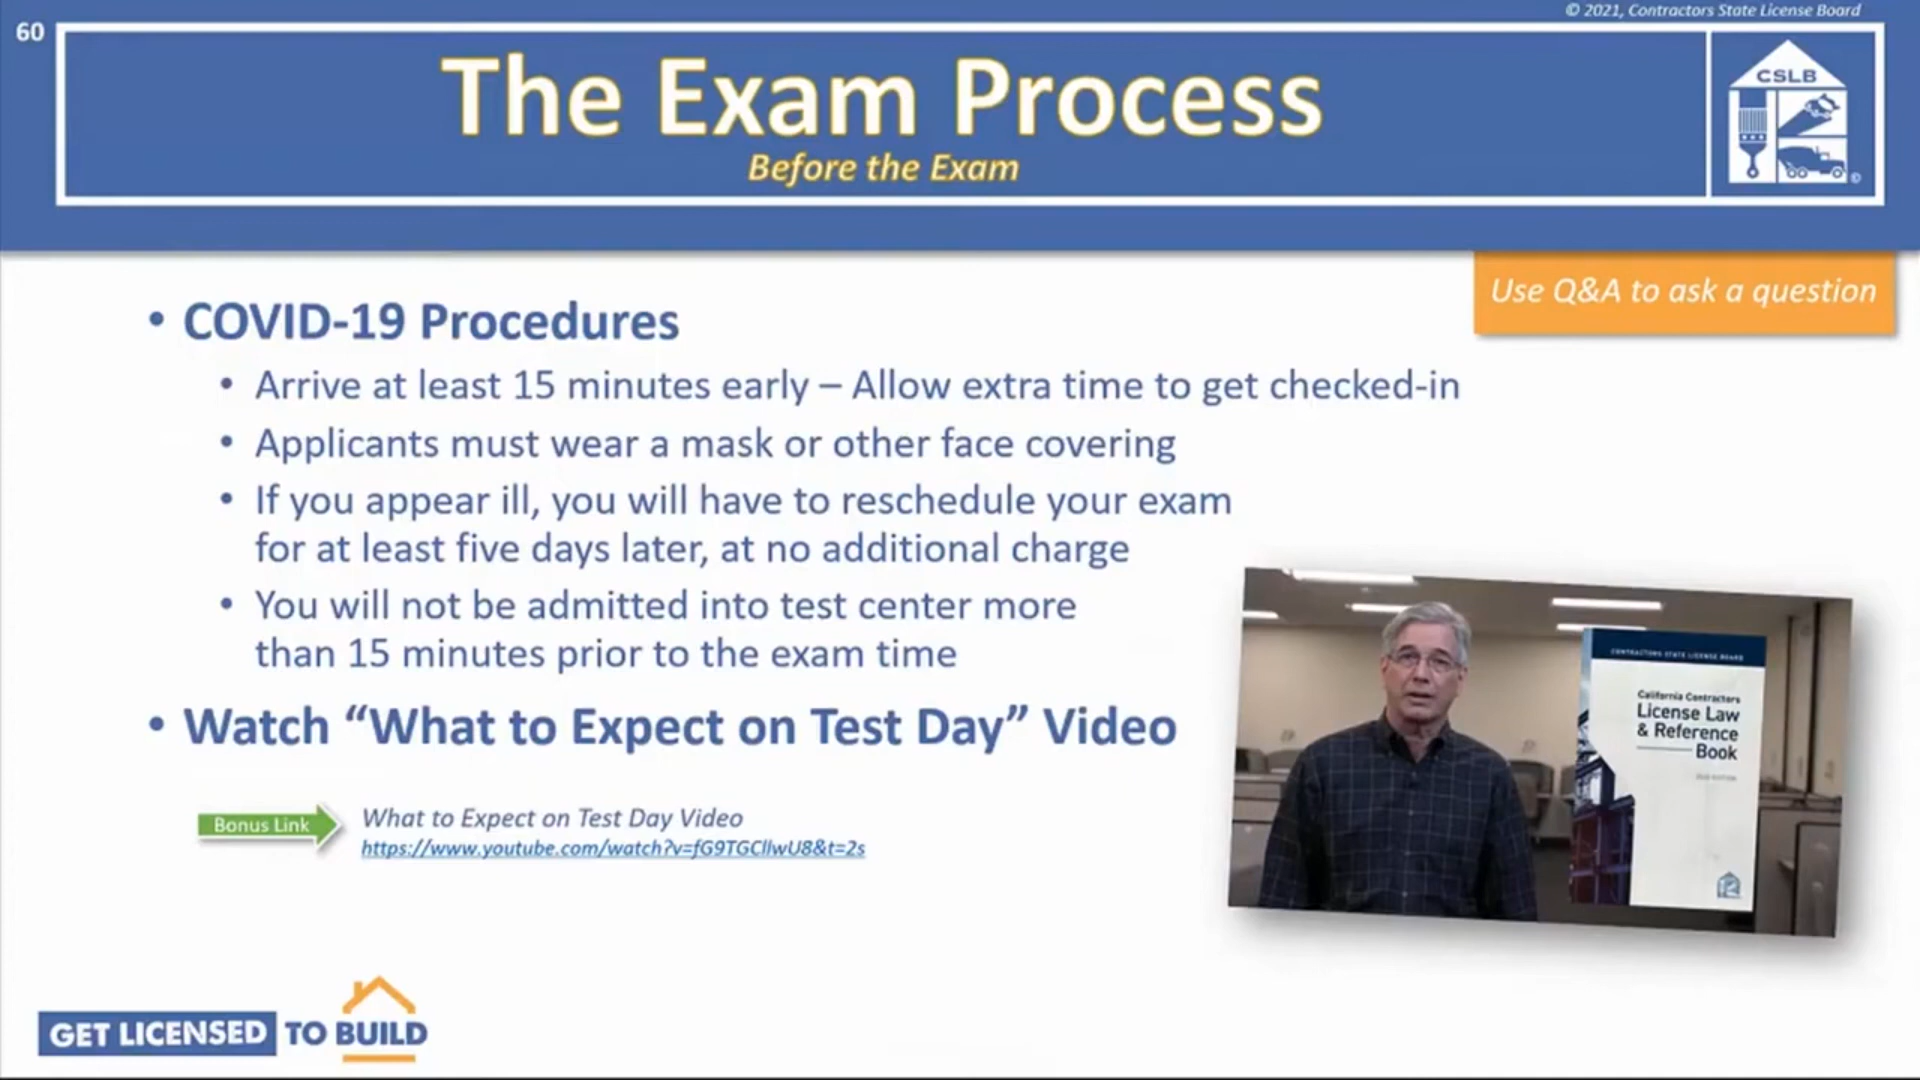 © 2021, Contractors State License Board
60
The Exam Process
Before the Exam
CSLB
©
Use Q&A to ask a question
• COVID-19 Procedures
• Arrive at least 15 minutes early – Allow extra time to get checked-in
• Applicants must wear a mask or other face covering
• If you appear ill, you will have to reschedule your exam
for at least five days later, at no additional charge
• You will not be admitted into test center more
than 15 minutes prior to the exam time
• Watch “What to Expect on Test Day” Video
Bonus Link
What to Expect on Test Day Video
https://www.youtube.com/watch?v=fG9TGCllwU8&t=2s
CONTRACTORS STATE LICENSE BOARD
California Contractors
License Law
& Reference
Book
GET LICENSED TO BUILD